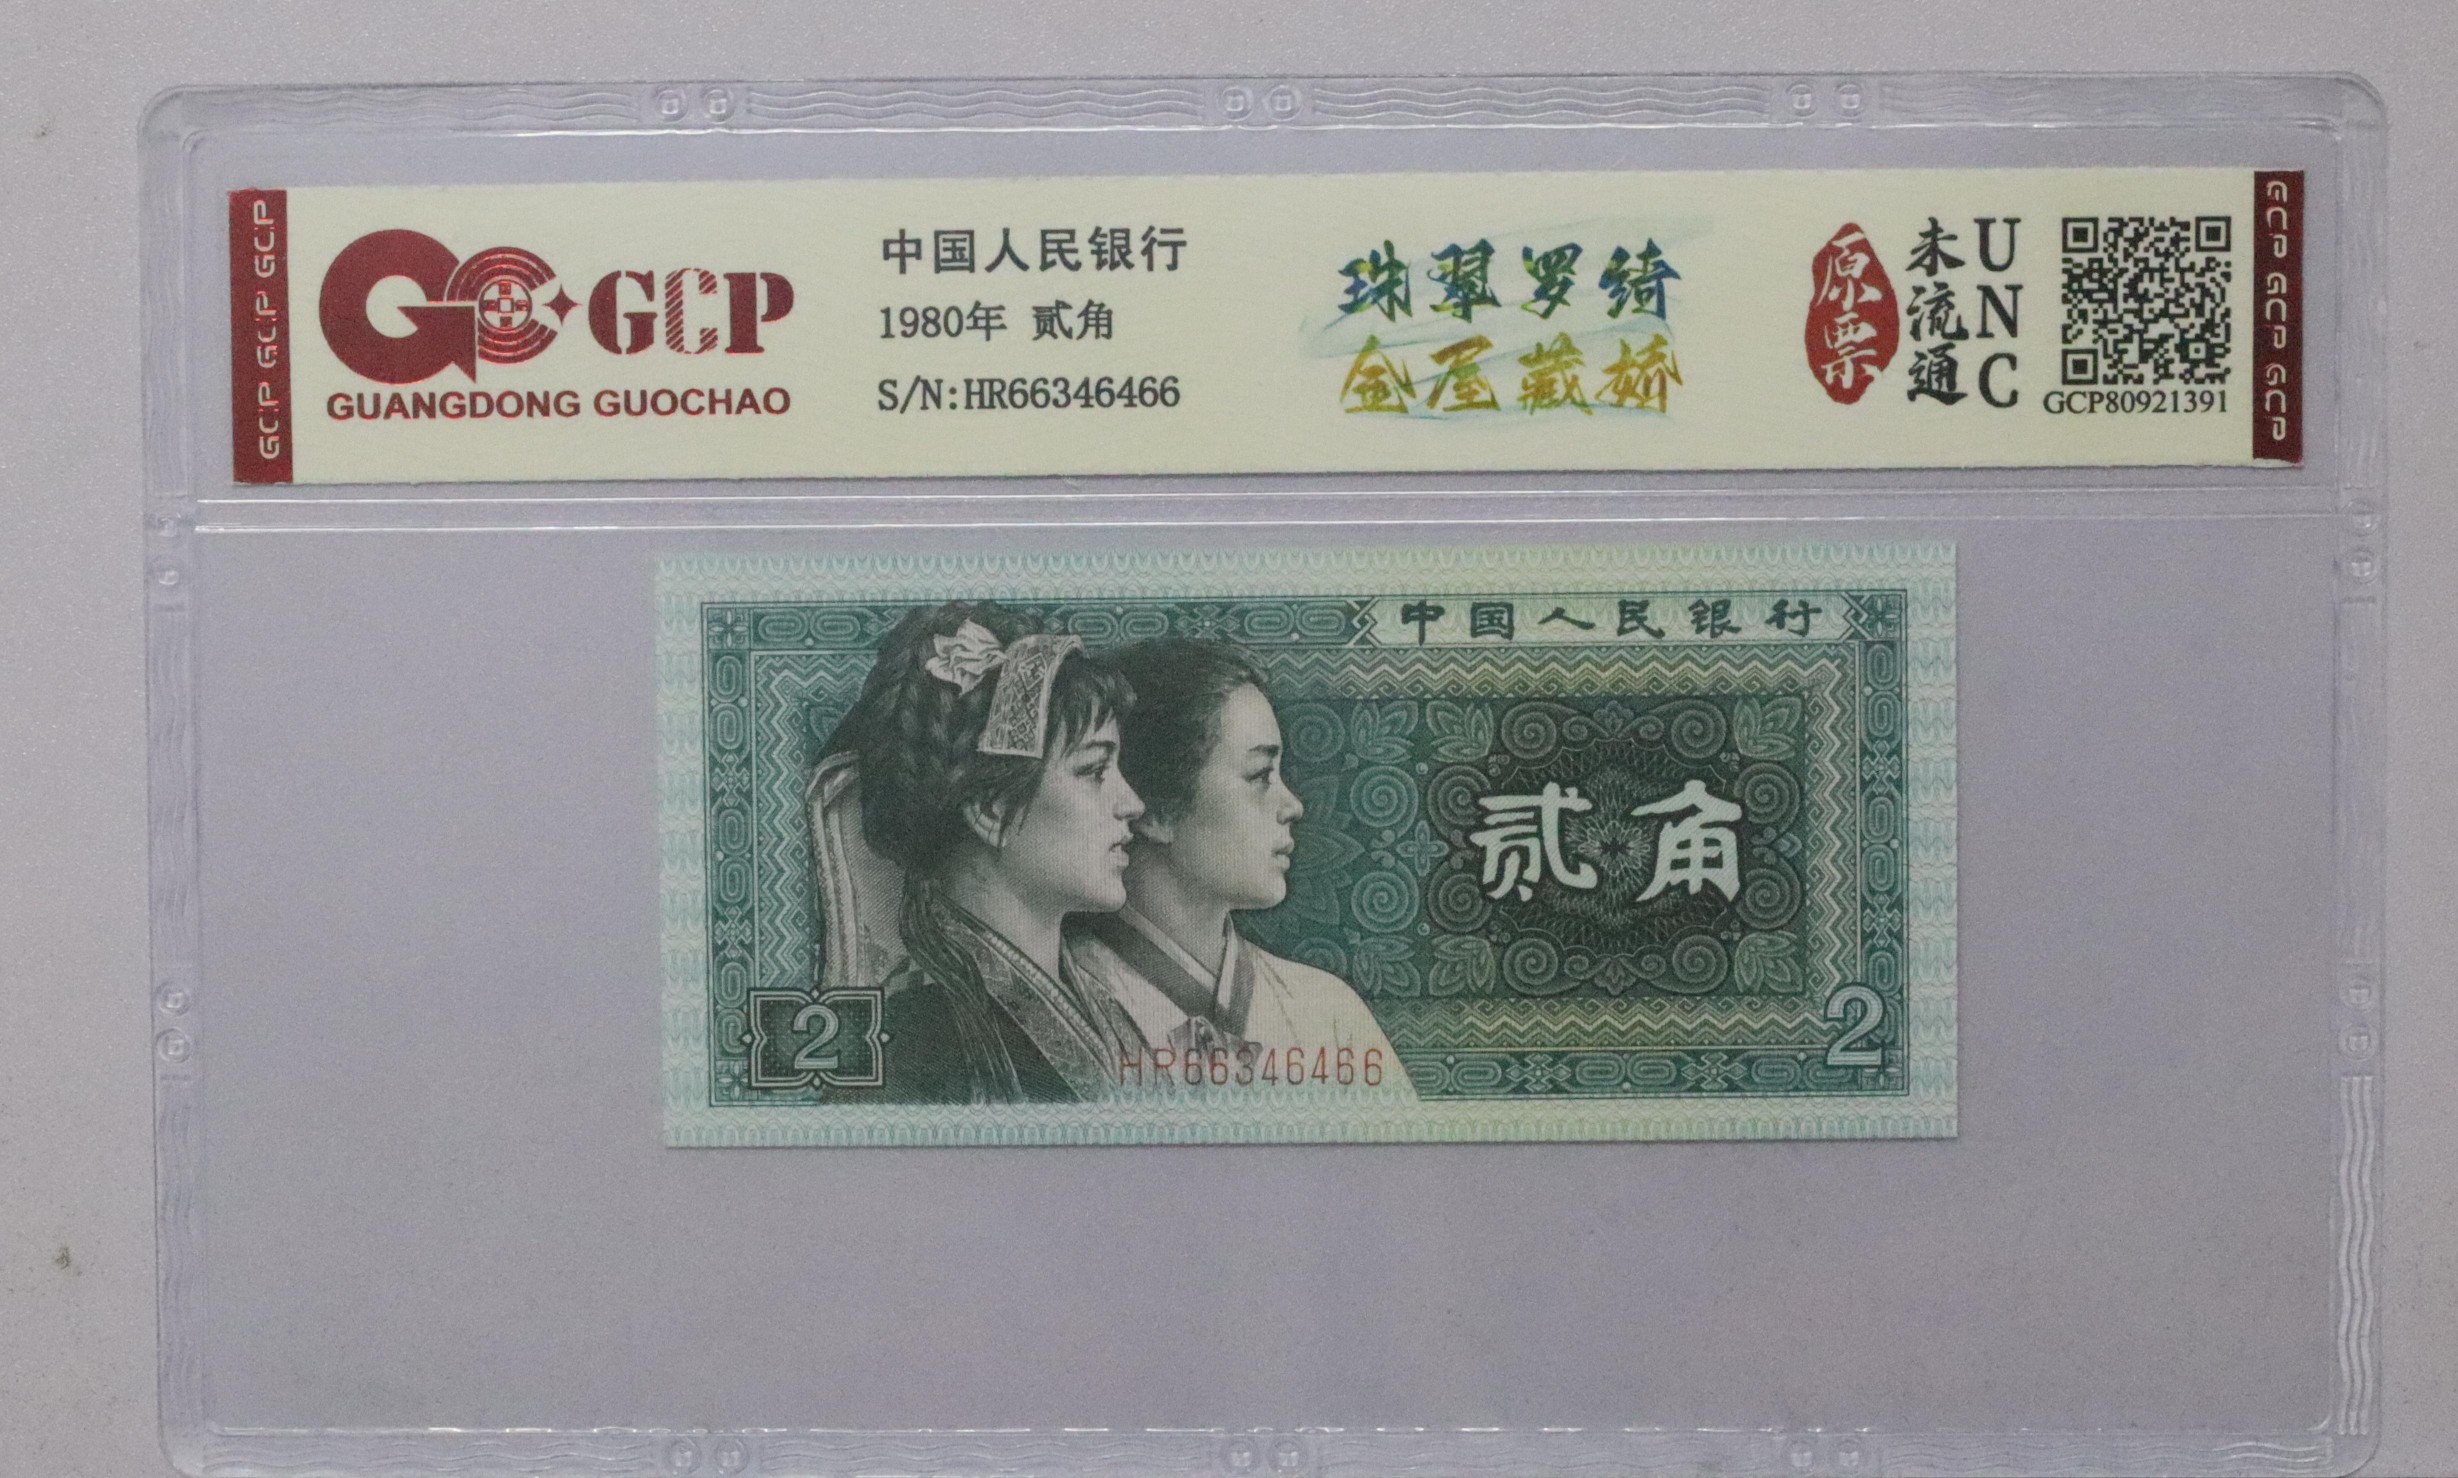 GCP GCP GCP
GCP
GUANGDONG GUOCHAO
中国人民银行
1980年 贰角
S/N:HR66346466
珠翠罗绮
金屋藏娇
原票
未流通
UNC
GCP80921391
GCP GCP GCP
中国人民银行
贰角
2
HR66346466
2